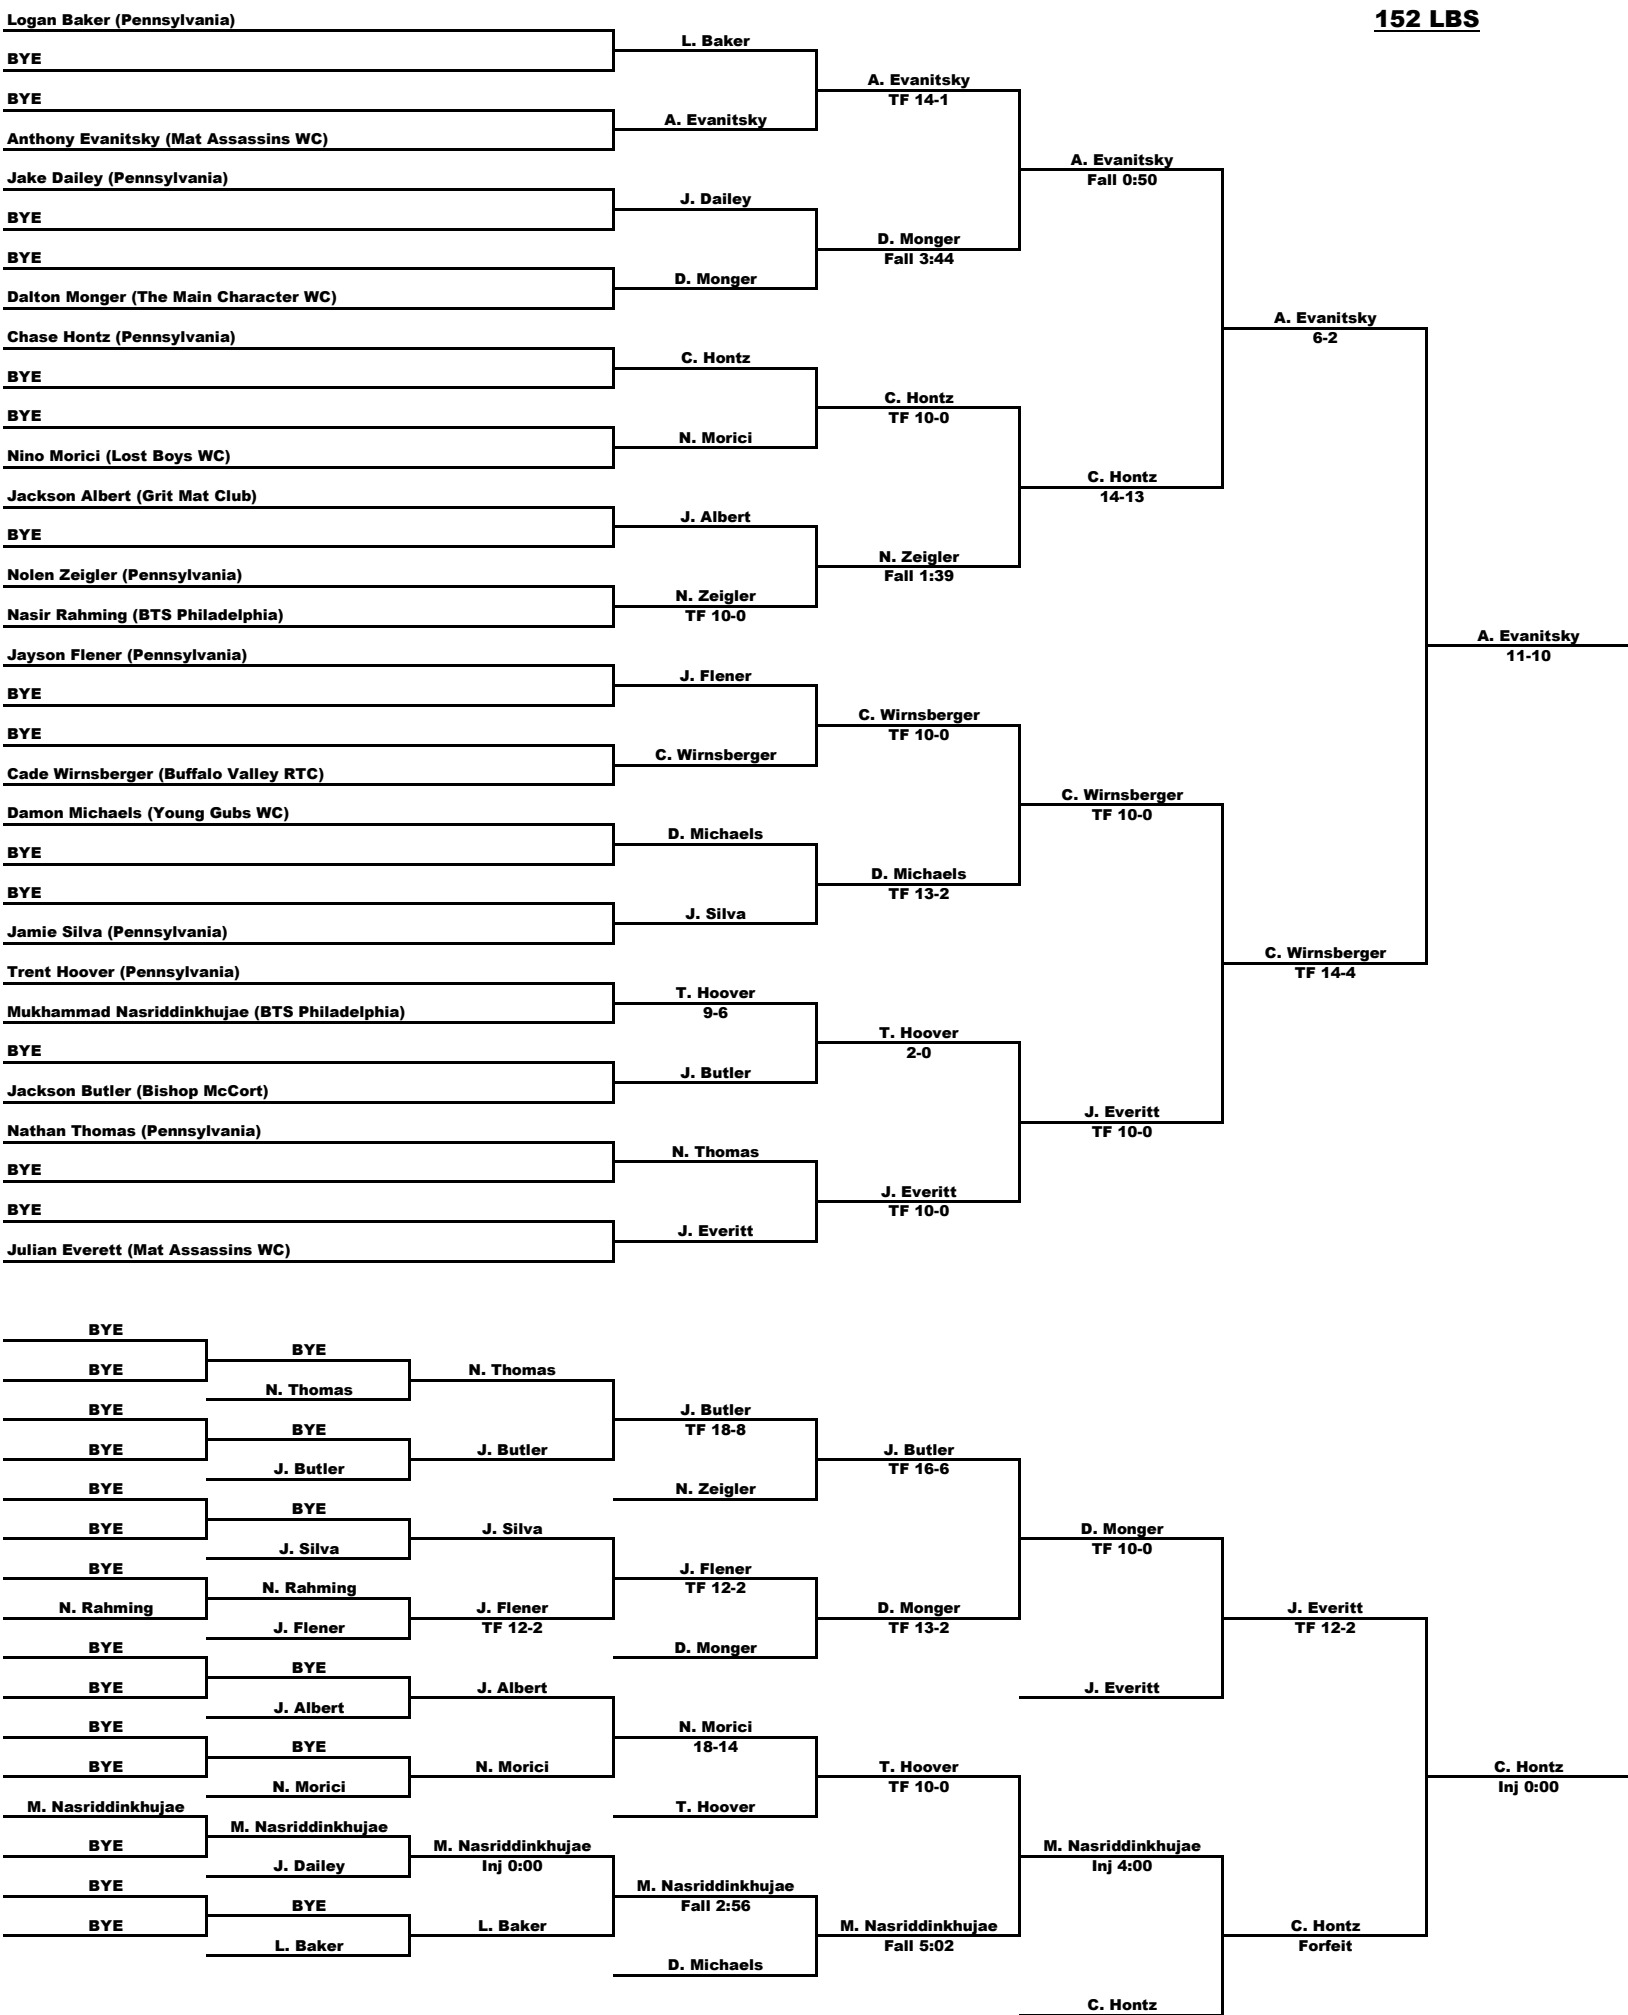 152 LBS
Logan Baker (Pennsylvania)
BYE
BYE
Anthony Evanitsky (Mat Assassins WC)
Jake Dailey (Pennsylvania)
BYE
BYE
Dalton Monger (The Main Character WC)
Chase Hontz (Pennsylvania)
BYE
BYE
Nino Morici (Lost Boys WC)
Jackson Albert (Grit Mat Club)
BYE
Nolen Zeigler (Pennsylvania)
Nasir Rahming (BTS Philadelphia)
Jayson Flener (Pennsylvania)
BYE
BYE
Cade Wirnsberger (Buffalo Valley RTC)
Damon Michaels (Young Gubs WC)
BYE
BYE
Jamie Silva (Pennsylvania)
Trent Hoover (Pennsylvania)
Mukhammad Nasriddinkhujae (BTS Philadelphia)
BYE
Jackson Butler (Bishop McCort)
Nathan Thomas (Pennsylvania)
BYE
BYE
Julian Everett (Mat Assassins WC)
L. Baker
A. Evanitsky
J. Dailey
D. Monger
C. Hontz
N. Morici
J. Albert
N. Zeigler
TF 10-0
J. Flener
C. Wirnsberger
D. Michaels
J. Silva
T. Hoover
9-6
J. Butler
N. Thomas
J. Everitt
A. Evanitsky
TF 14-1
D. Monger
Fall 3:44
C. Hontz
TF 10-0
N. Zeigler
Fall 1:39
C. Wirnsberger
TF 10-0
D. Michaels
TF 13-2
T. Hoover
2-0
J. Everitt
TF 10-0
A. Evanitsky
Fall 0:50
C. Hontz
14-13
C. Wirnsberger
TF 10-0
J. Everitt
TF 10-0
A. Evanitsky
6-2
C. Wirnsberger
TF 14-4
A. Evanitsky
11-10
BYE
BYE
BYE
BYE
BYE
BYE
BYE
N. Rahming
BYE
BYE
BYE
BYE
M. Nasriddinkhujae
BYE
BYE
BYE
BYE
N. Thomas
BYE
J. Butler
BYE
J. Silva
N. Rahming
J. Flener
BYE
J. Albert
BYE
N. Morici
M. Nasriddinkhujae
J. Dailey
BYE
L. Baker
N. Thomas
J. Butler
J. Silva
J. Flener
TF 12-2
J. Albert
N. Morici
M. Nasriddinkhujae
Inj 0:00
L. Baker
J. Butler
TF 18-8
N. Zeigler
J. Flener
TF 12-2
D. Monger
N. Morici
18-14
T. Hoover
M. Nasriddinkhujae
Fall 2:56
D. Michaels
J. Butler
TF 16-6
D. Monger
TF 13-2
T. Hoover
TF 10-0
M. Nasriddinkhujae
Fall 5:02
D. Monger
TF 10-0
J. Everitt
M. Nasriddinkhujae
Inj 4:00
C. Hontz
J. Everitt
TF 12-2
C. Hontz
Forfeit
C. Hontz
Inj 0:00